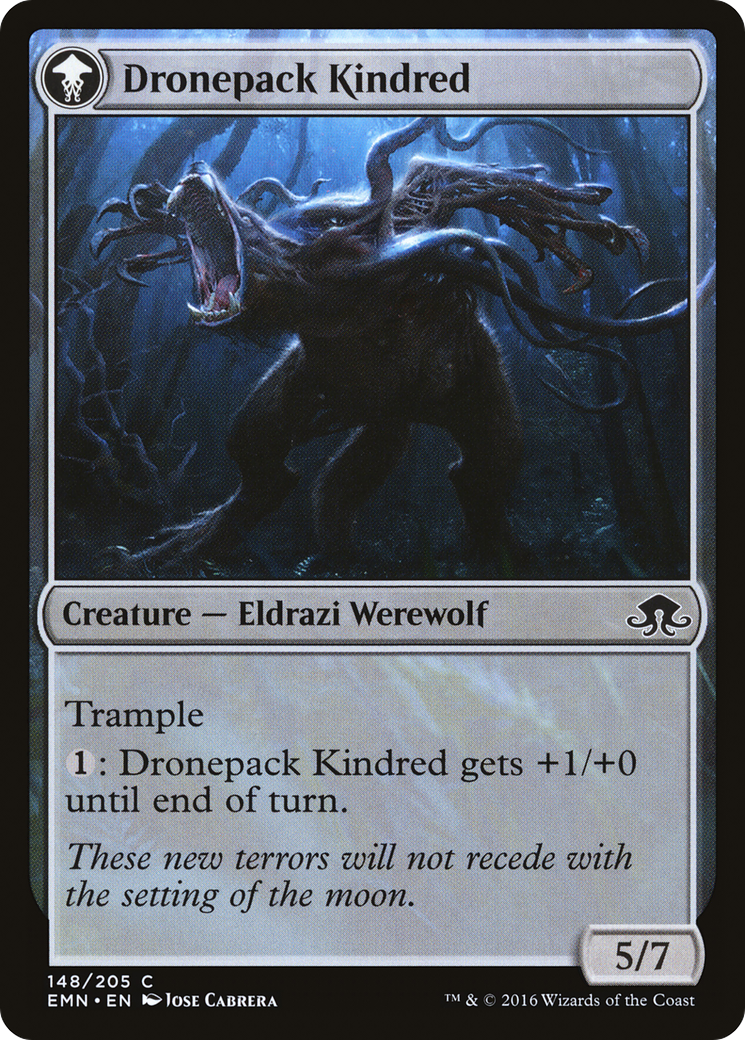 Dronepack Kindred
Creature — Eldrazi Werewolf
Trample
1: Dronepack Kindred gets +1/+0
until end of turn.
These new terrors will not recede with
the setting of the moon.
5/7
148/205 C
EMN • EN Jose Cabrera
™ & © 2016 Wizards of the Coast